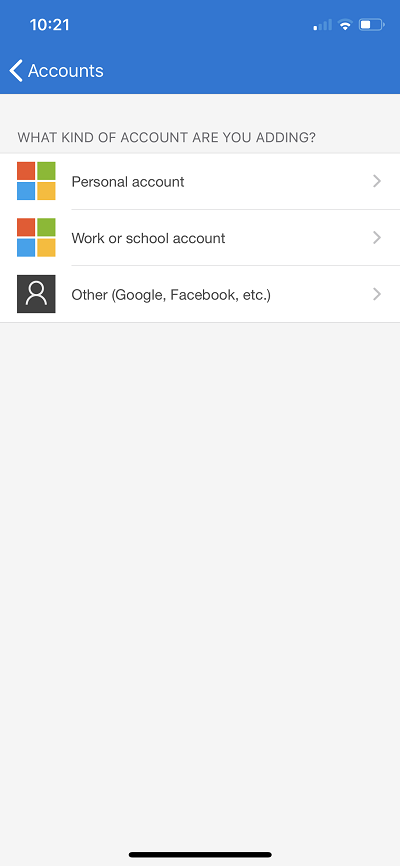 10:21
Accounts
WHAT KIND OF ACCOUNT ARE YOU ADDING?
Personal account
Work or school account
Other (Google, Facebook, etc.)